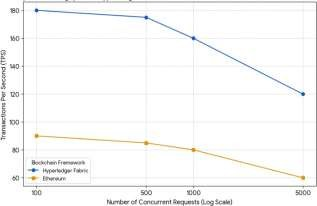 180
160
140
120
100
80
60
Transactions Per Second (TPS)
Blockchain Framework
Hyperledger Fabric
Ethereum
100
500
1000
5000
Number of Concurrent Requests (Log Scale)